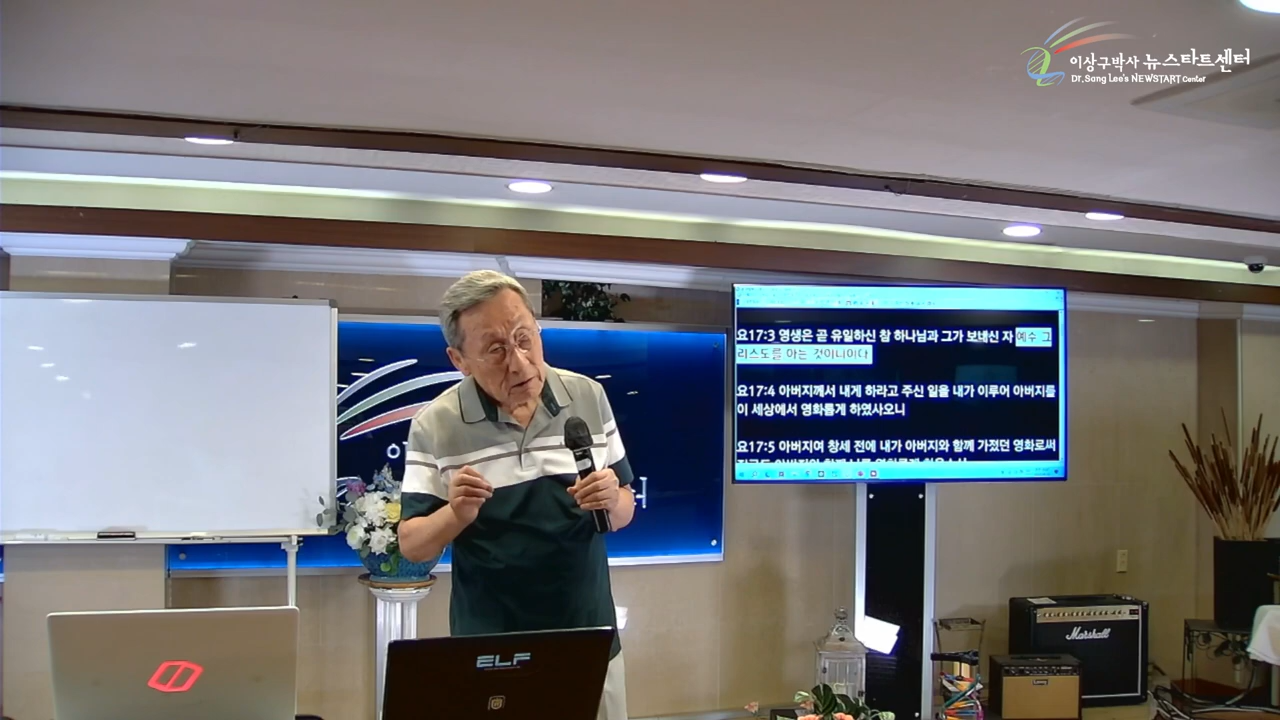 이상구박사 뉴스타트센터
Dr. Sang Lee's NEWSTART Center
요17:3 영생은 곧 유일하신 참 하나님과 그가 보내신 자 예수 그
리스도를 아는 것이니이다
요17:4 아버지께서 내게 하라고 주신 일을 내가 이루어 아버지를
이 세상에서 영화롭게 하였사오니
요17:5 아버지여 창세 전에 내가 아버지와 함께 가졌던 영화로써
Marshall
ELF